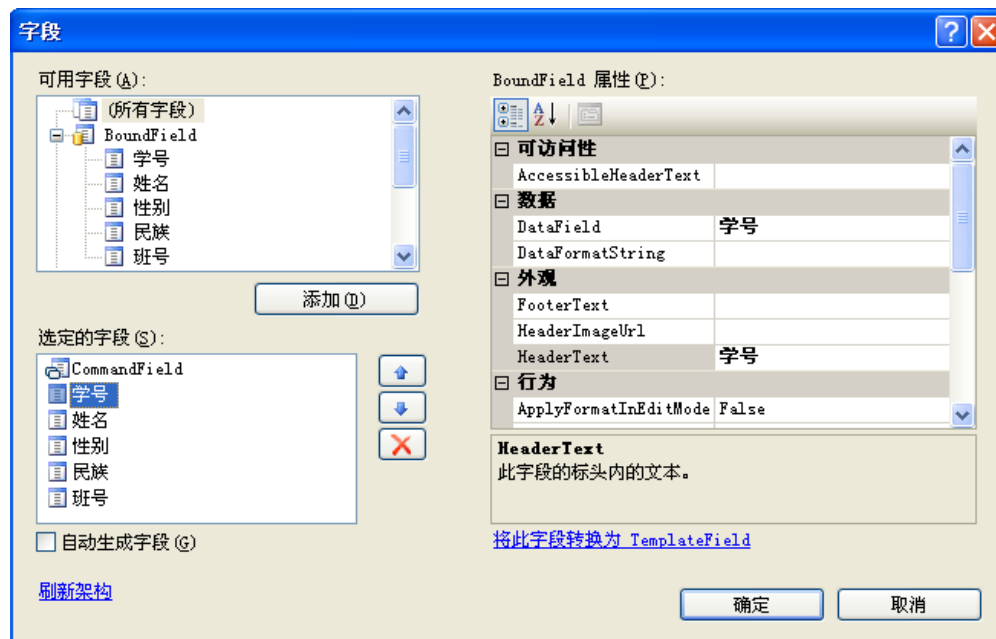 字段
可用字段(A):
(所有字段)
BoundField
学号
姓名
性别
民族
班号
添加(D)
选定的字段(S):
CommandField
学号
姓名
性别
民族
班号
自动生成字段(G)
刷新架构
BoundField 属性(P):
可访问性
AccessibleHeaderText
数据
DataField 学号
DataFormatString
外观
FooterText
HeaderImageUrl
HeaderText 学号
行为
ApplyFormatInEditMode False
HeaderText
此字段的标头内的文本。
将此字段转换为 TemplateField
确定 取消